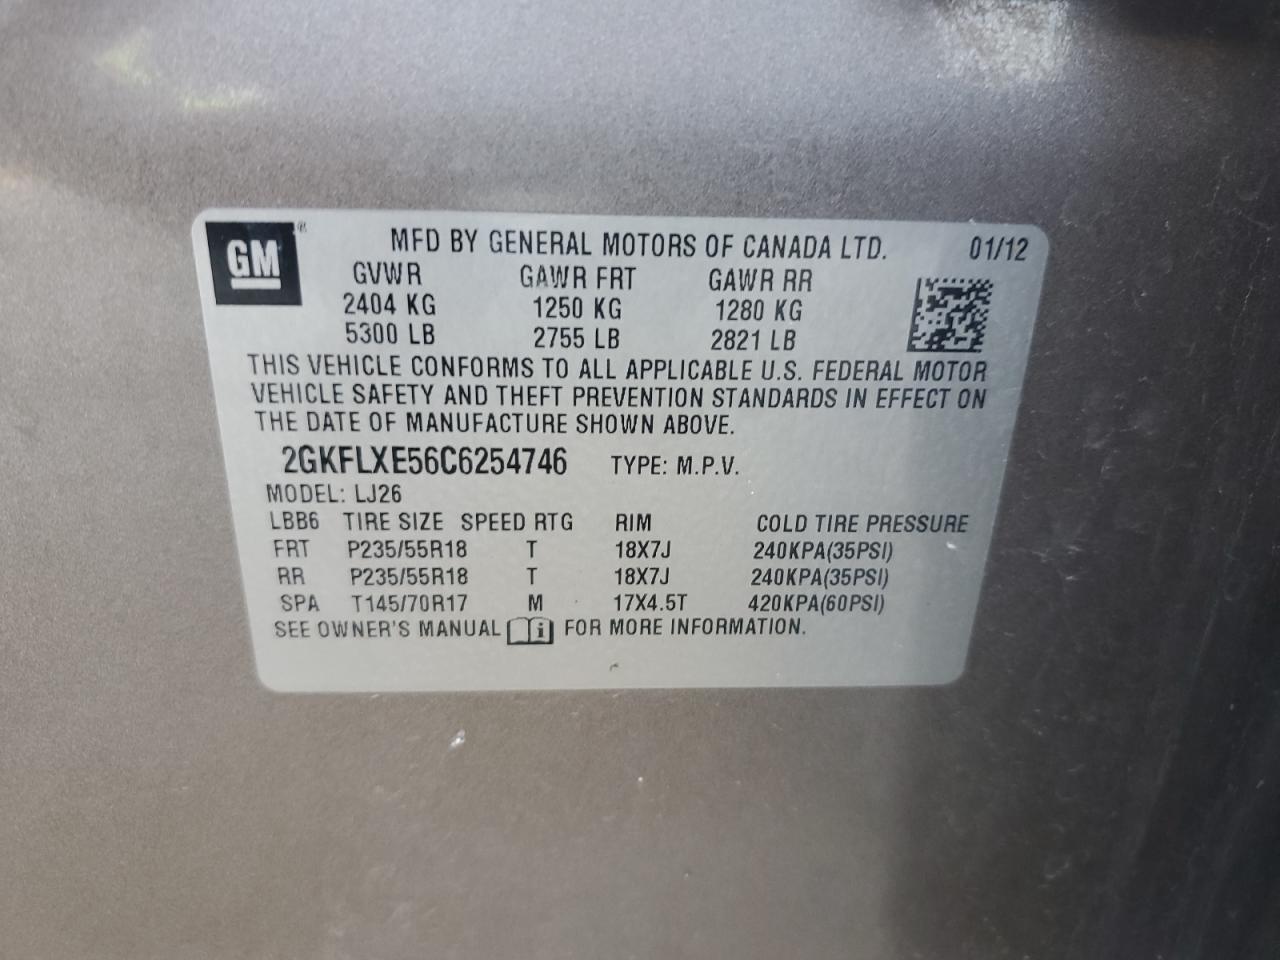 GM ® MFD BY GENERAL MOTORS OF CANADA LTD. 01/12
GVWR GAWR FRT GAWR RR
2404 KG 1250 KG 1280 KG
5300 LB 2755 LB 2821 LB
THIS VEHICLE CONFORMS TO ALL APPLICABLE U.S. FEDERAL MOTOR
VEHICLE SAFETY AND THEFT PREVENTION STANDARDS IN EFFECT ON
THE DATE OF MANUFACTURE SHOWN ABOVE.
2GKFLXE56C6254746 TYPE: M.P.V.
MODEL: LJ26
LBB6 TIRE SIZE SPEED RTG RIM COLD TIRE PRESSURE
FRT P235/55R18 T 18X7J 240KPA(35PSI)
RR P235/55R18 T 18X7J 240KPA(35PSI)
SPA T145/70R17 M 17X4.5T 420KPA(60PSI)
SEE OWNER'S MANUAL i FOR MORE INFORMATION.